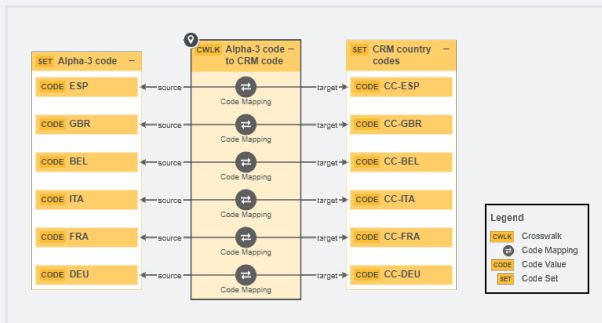 SET Alpha-3 code –
CWLK Alpha-3 code –
to CRM code
SET CRM country –
codes
CODE ESP source Code Mapping target CODE CC-ESP
CODE GBR source Code Mapping target CODE CC-GBR
CODE BEL source Code Mapping target CODE CC-BEL
CODE ITA source Code Mapping target CODE CC-ITA
CODE FRA source Code Mapping target CODE CC-FRA
CODE DEU source Code Mapping target CODE CC-DEU
Legend
CWLK Crosswalk
Code Mapping
CODE Code Value
SET Code Set